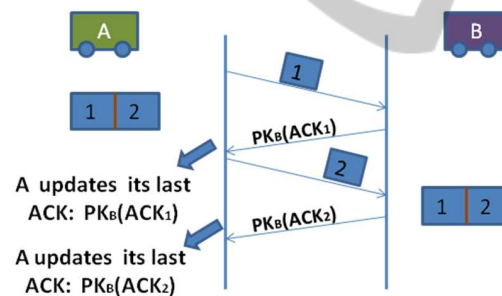 A
B
1
1 2
PKB(ACK1)
2
A updates its last
ACK: PKB(ACK1)
1 2
PKB(ACK2)
A updates its last
ACK: PKB(ACK2)